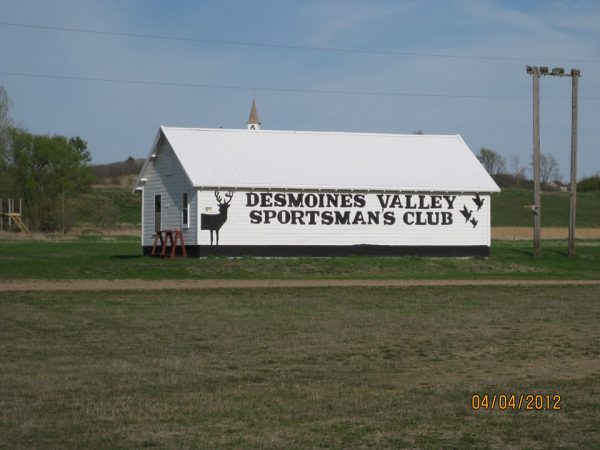 DESMOINES VALLEY
SPORTSMAN'S CLUB
04/04/2012